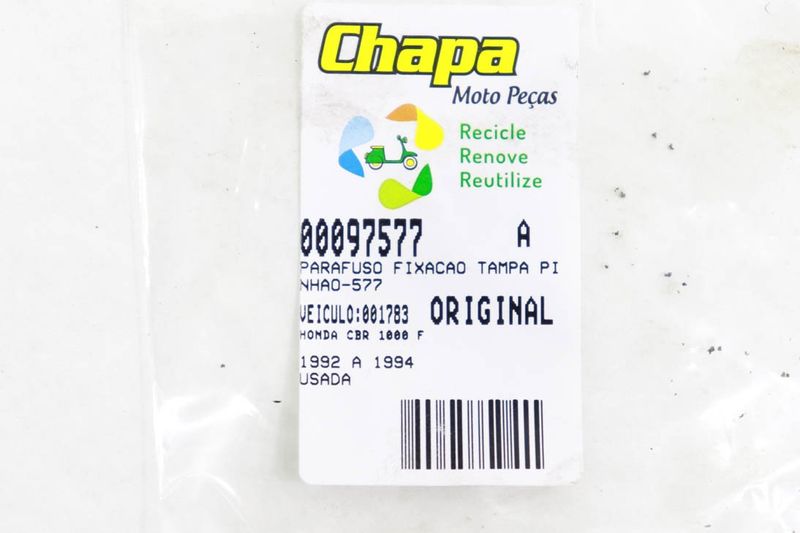 Chapa
Moto Peças
Recicle
Renove
Reutilize
00097577 A
PARAFUSO FIXACAO TAMPA PI
NHAO-577
VEICULO:001783 ORIGINAL
HONDA CBR 1000 F
1992 A 1994
USADA